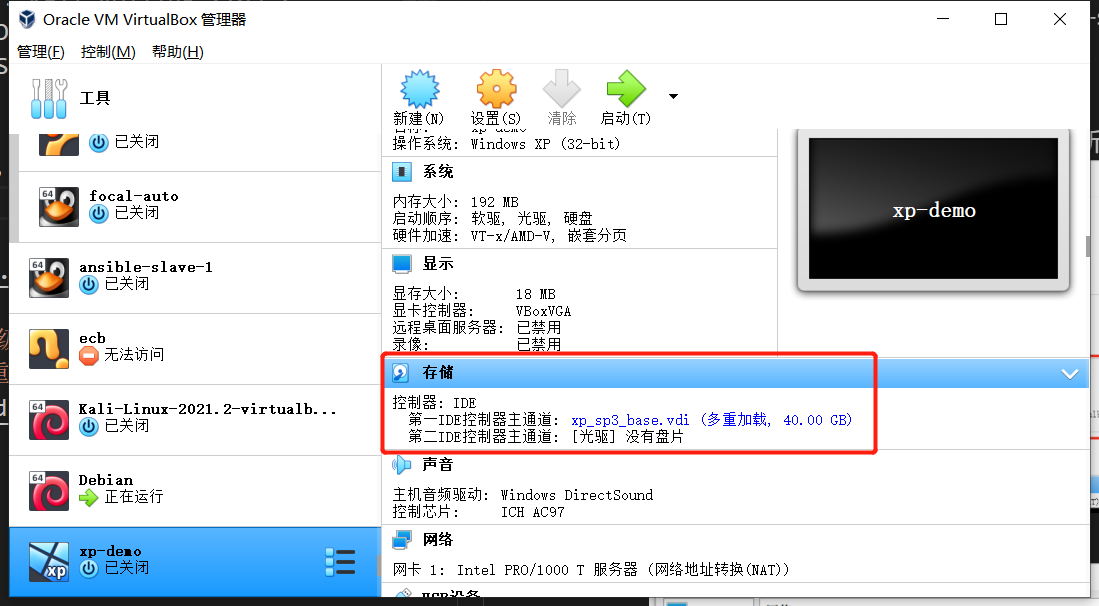 Oracle VM VirtualBox 管理器
管理(F) 控制(M) 帮助(H)
工具
已关闭
64
focal-auto
已关闭
64
ansible-slave-1
已关闭
ecb
无法访问
64
Kali-Linux-2021.2-virtualb...
已关闭
64
Debian
正在运行
xp
xp-demo
已关闭
新建(N) 设置(S) 清除 启动(T)
名称: xp-demo
操作系统: Windows XP (32-bit)
系统
内存大小: 192 MB
启动顺序: 软驱, 光驱, 硬盘
硬件加速: VT-x/AMD-V, 嵌套分页
显示
显存大小: 18 MB
显卡控制器: VBoxVGA
远程桌面服务器: 已禁用
录像: 已禁用
存储
控制器: IDE
第一IDE控制器主通道: xp_sp3_base.vdi (多重加载, 40.00 GB)
第二IDE控制器主通道: [光驱] 没有盘片
声音
主机音频驱动: Windows DirectSound
控制芯片: ICH AC97
网络
网卡 1: Intel PRO/1000 T 服务器 (网络地址转换(NAT))
USB设备
xp-demo